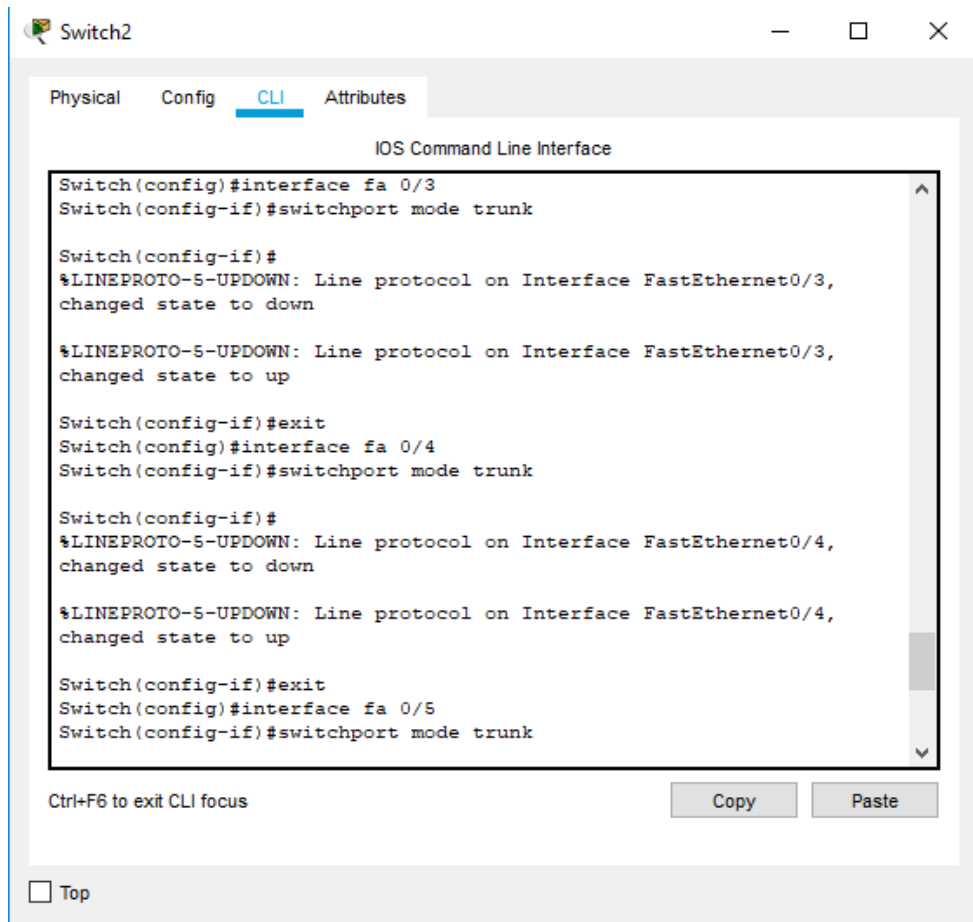 Switch2
Physical Config CLI Attributes
IOS Command Line Interface
Switch(config)#interface fa 0/3
Switch(config-if)#switchport mode trunk
Switch(config-if)#
%LINEPROTO-5-UPDOWN: Line protocol on Interface FastEthernet0/3,
changed state to down
%LINEPROTO-5-UPDOWN: Line protocol on Interface FastEthernet0/3,
changed state to up
Switch(config-if)#exit
Switch(config)#interface fa 0/4
Switch(config-if)#switchport mode trunk
Switch(config-if)#
%LINEPROTO-5-UPDOWN: Line protocol on Interface FastEthernet0/4,
changed state to down
%LINEPROTO-5-UPDOWN: Line protocol on Interface FastEthernet0/4,
changed state to up
Switch(config-if)#exit
Switch(config)#interface fa 0/5
Switch(config-if)#switchport mode trunk
Ctrl+F6 to exit CLI focus
Copy Paste
Top